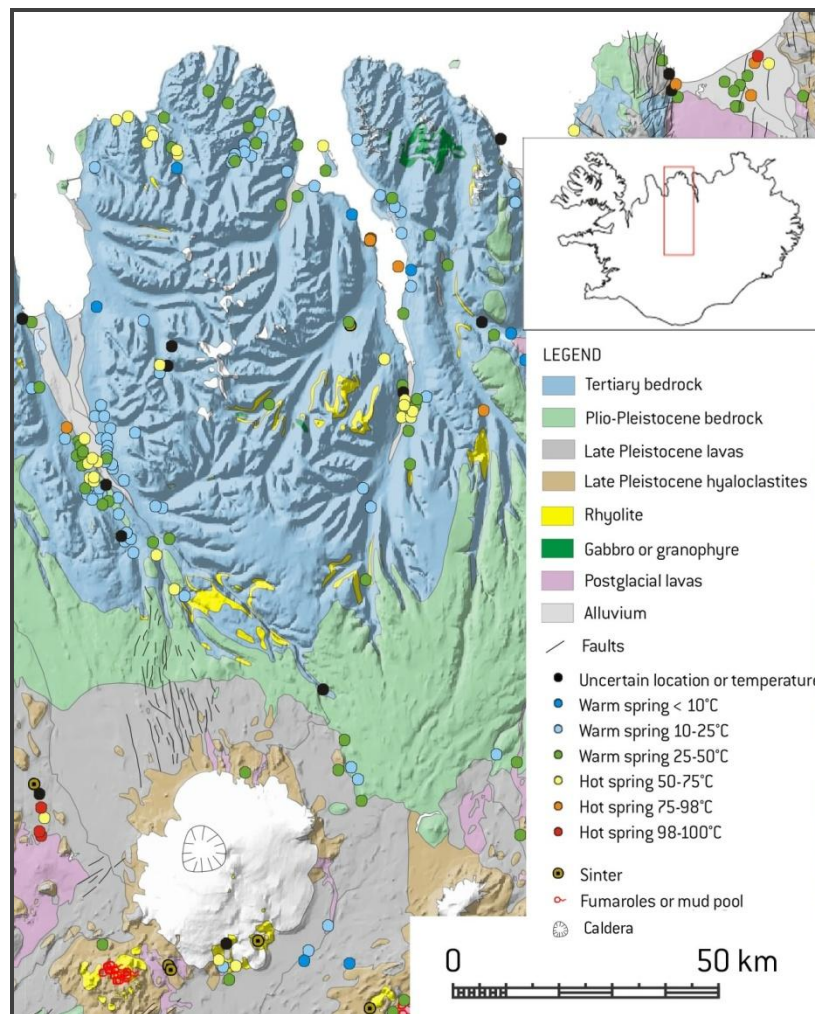 LEGEND
Tertiary bedrock
Plio-Pleistocene bedrock
Late Pleistocene lavas
Late Pleistocene hyaloclastites
Rhyolite
Gabbro or granophyre
Postglacial lavas
Alluvium
Faults
Uncertain location or temperature
Warm spring < 10°C
Warm spring 10-25°C
Warm spring 25-50°C
Hot spring 50-75°C
Hot spring 75-98°C
Hot spring 98-100°C
Sinter
Fumaroles or mud pool
Caldera
0 50 km